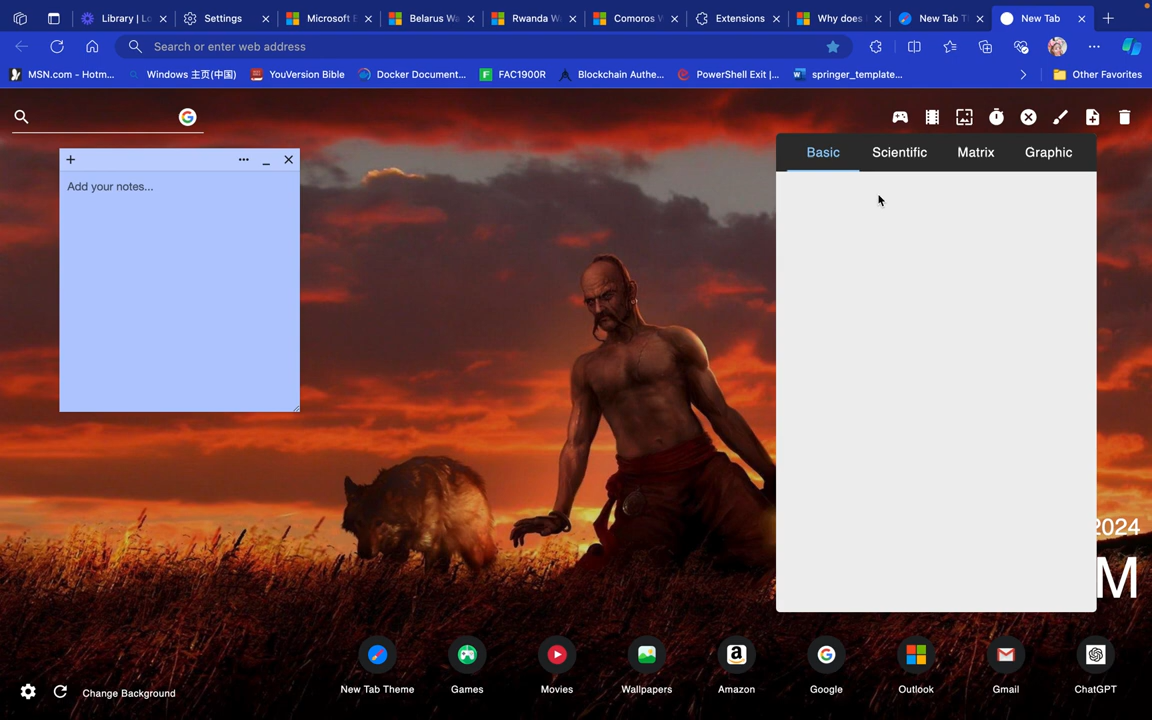 Library | Lo
Settings
Microsoft E
Belarus Wa
Rwanda Wa
Comoros W
Extensions
Why does
New Tab T
New Tab
Search or enter web address
MSN.com - Hotm...
Windows 主页(中国)
YouVersion Bible
Docker Document...
FAC1900R
Blockchain Authe...
PowerShell Exit |...
springer_template...
Other Favorites
Basic
Scientific
Matrix
Graphic
Add your notes...
2024
M
New Tab Theme
Games
Movies
Wallpapers
Amazon
Google
Outlook
Gmail
ChatGPT
Change Background